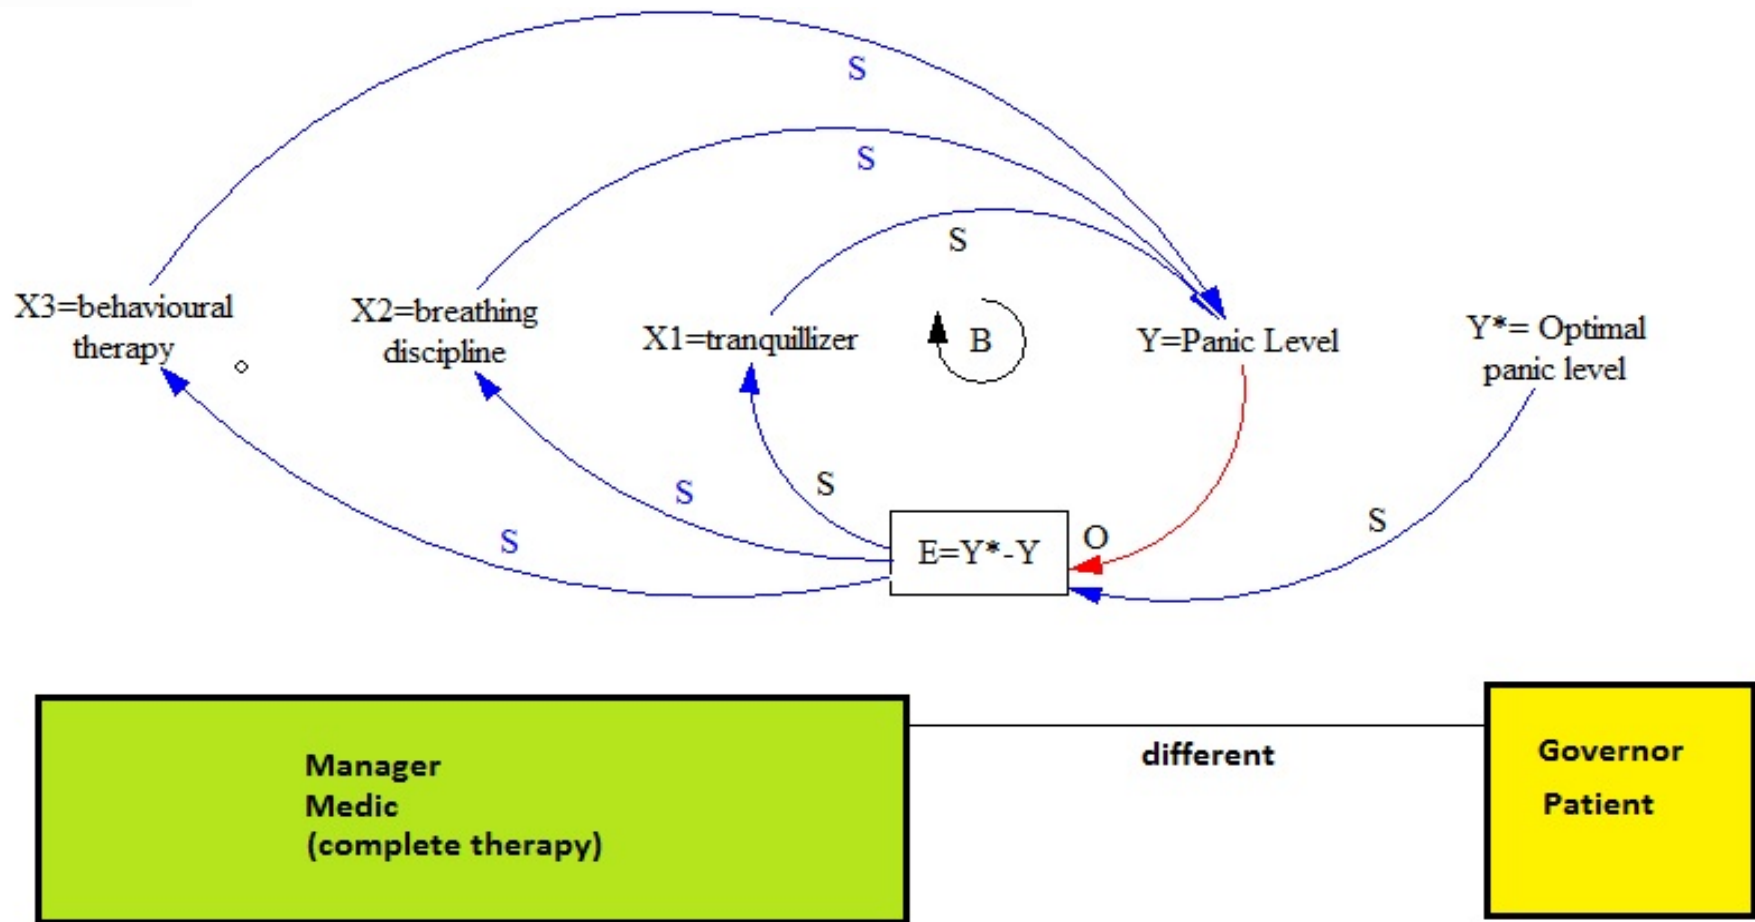 S
S
S
X3=behavioural
therapy
X2=breathing
discipline
X1=tranquillizer
B
Y=Panic Level
Y*= Optimal
panic level
S
S
S
E=Y*-Y
O
S
Manager
Medic
(complete therapy)
different
Governor
Patient